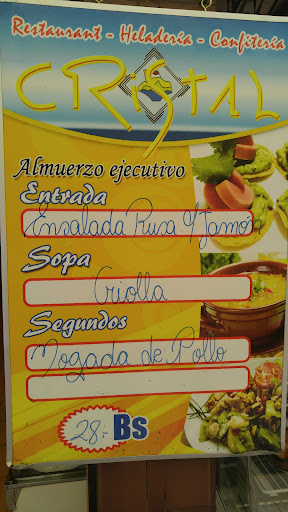 Restaurant - Heladería - Confitería
CRISTAL
Almuerzo ejecutivo
Entrada
Ensalada Rusa c/Jamón
Sopa
Criolla
Segundos
Mogada de Pollo
28.- BS